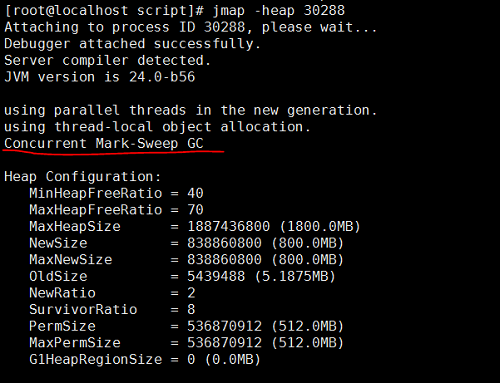 [root@localhost script]# jmap -heap 30288
Attaching to process ID 30288, please wait...
Debugger attached successfully.
Server compiler detected.
JVM version is 24.0-b56
using parallel threads in the new generation.
using thread-local object allocation.
Concurrent Mark-Sweep GC
Heap Configuration:
MinHeapFreeRatio = 40
MaxHeapFreeRatio = 70
MaxHeapSize = 1887436800 (1800.0MB)
NewSize = 838860800 (800.0MB)
MaxNewSize = 838860800 (800.0MB)
OldSize = 5439488 (5.1875MB)
NewRatio = 2
SurvivorRatio = 8
PermSize = 536870912 (512.0MB)
MaxPermSize = 536870912 (512.0MB)
G1HeapRegionSize = 0 (0.0MB)